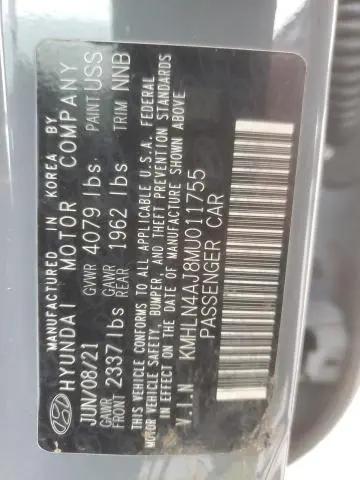 MANUFACTURED IN KOREA BY
HYUNDAI MOTOR COMPANY
JUN/08/21 GVWR 4079 lbs. PAINT USS
GAWR FRONT 2337 lbs GAWR REAR 1962 lbs TRIM NNB
THIS VEHICLE CONFORMS TO ALL APPLICABLE U.S.A. FEDERAL
MOTOR VEHICLE SAFETY, BUMPER, AND THEFT PREVENTION STANDARDS
IN EFFECT ON THE DATE OF MANUFACTURE SHOWN ABOVE
V.I.N KMHLN4AJ8MU011755
PASSENGER CAR